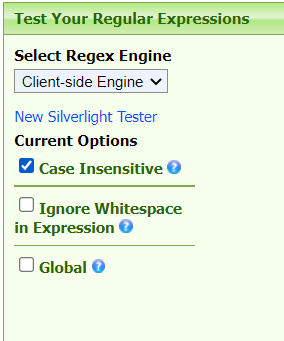 Test Your Regular Expressions
Select Regex Engine
Client-side Engine
New Silverlight Tester
Current Options
Case Insensitive ?
Ignore Whitespace
in Expression ?
Global ?